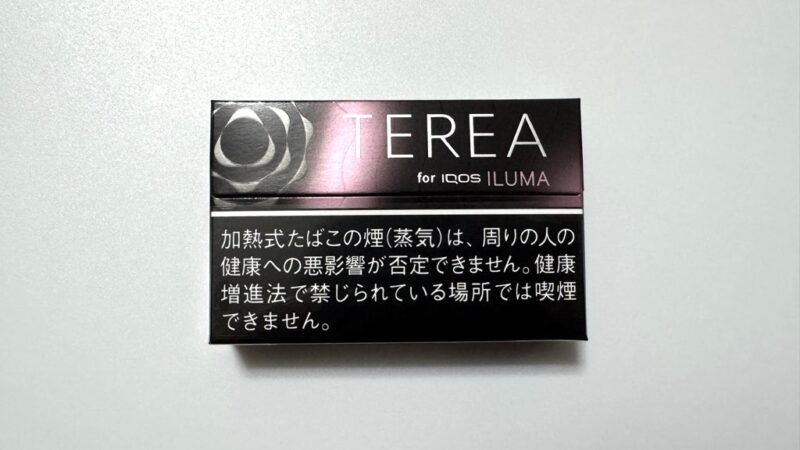 TEREA
for IQOS ILUMA
加熱式たばこの煙(蒸気)は、周りの人の
健康への悪影響が否定できません。健康
増進法で禁じられている場所では喫煙
できません。